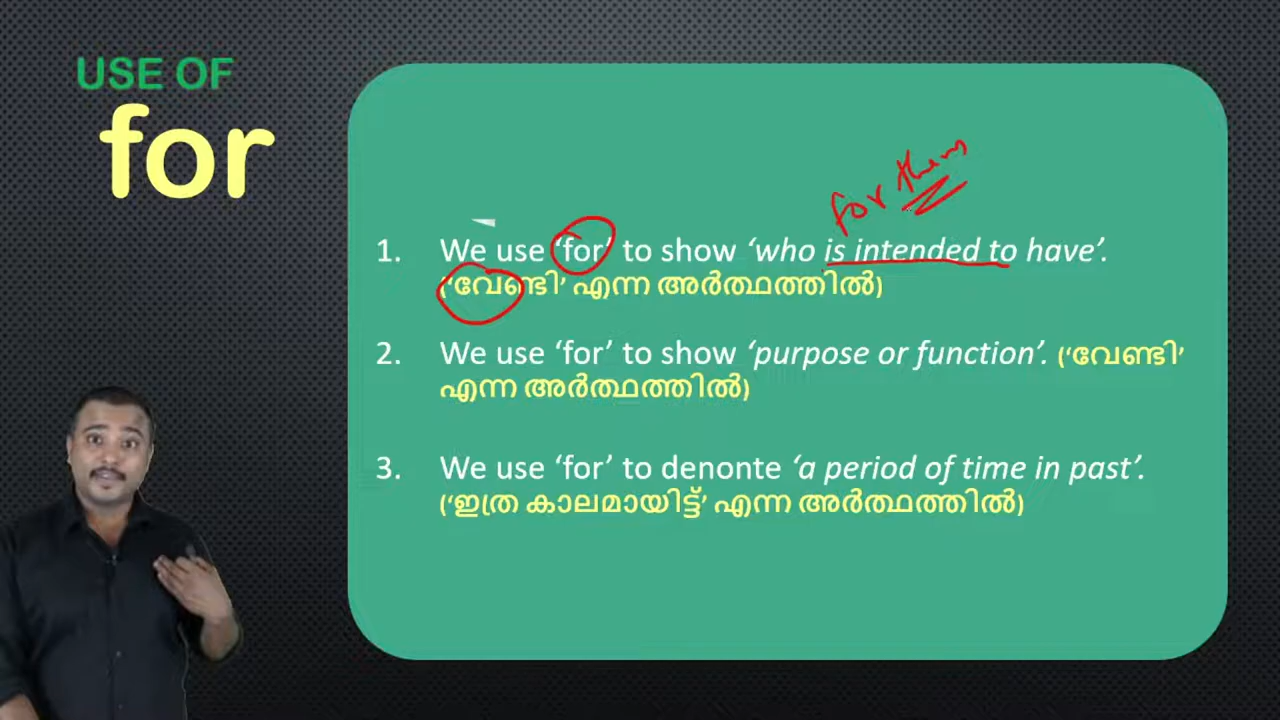 USE OF
for
for them
1. We use ‘for’ to show ‘who is intended to have’.
(‘വേണ്ടി’ എന്ന അർത്ഥത്തിൽ)
2. We use ‘for’ to show ‘purpose or function’. (‘വേണ്ടി’
എന്ന അർത്ഥത്തിൽ)
3. We use ‘for’ to denonte ‘a period of time in past’.
(‘ഇത്ര കാലമായിട്ട്’ എന്ന അർത്ഥത്തിൽ)